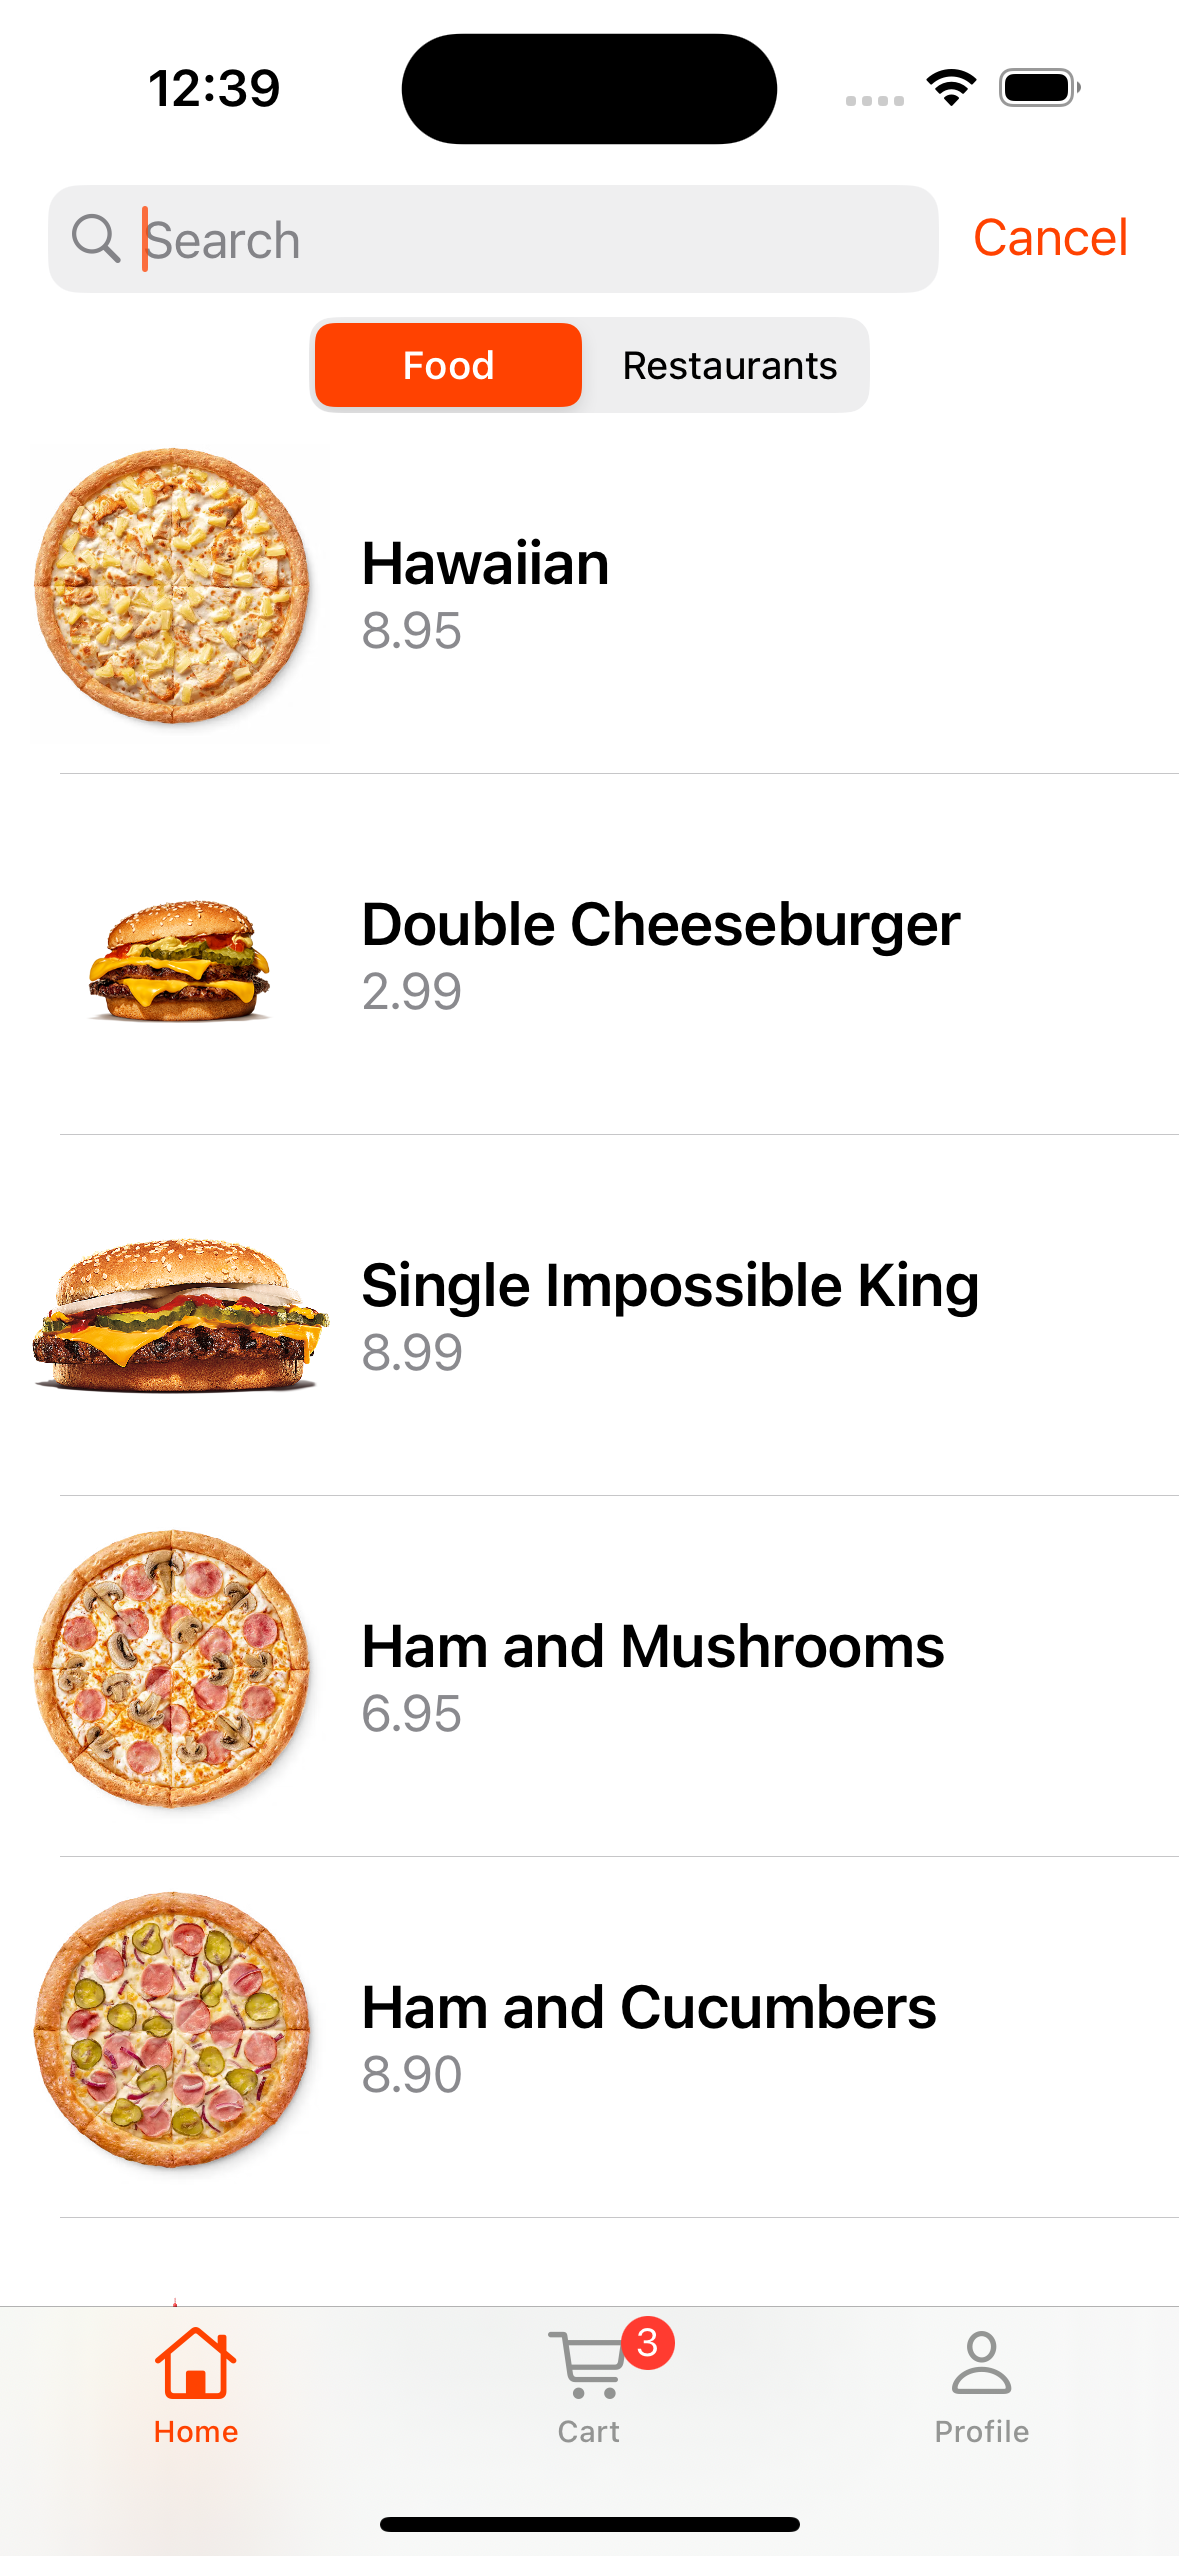 12:39
Search
Cancel
Food
Restaurants
Hawaiian
8.95
Double Cheeseburger
2.99
Single Impossible King
8.99
Ham and Mushrooms
6.95
Ham and Cucumbers
8.90
3
Home
Cart
Profile